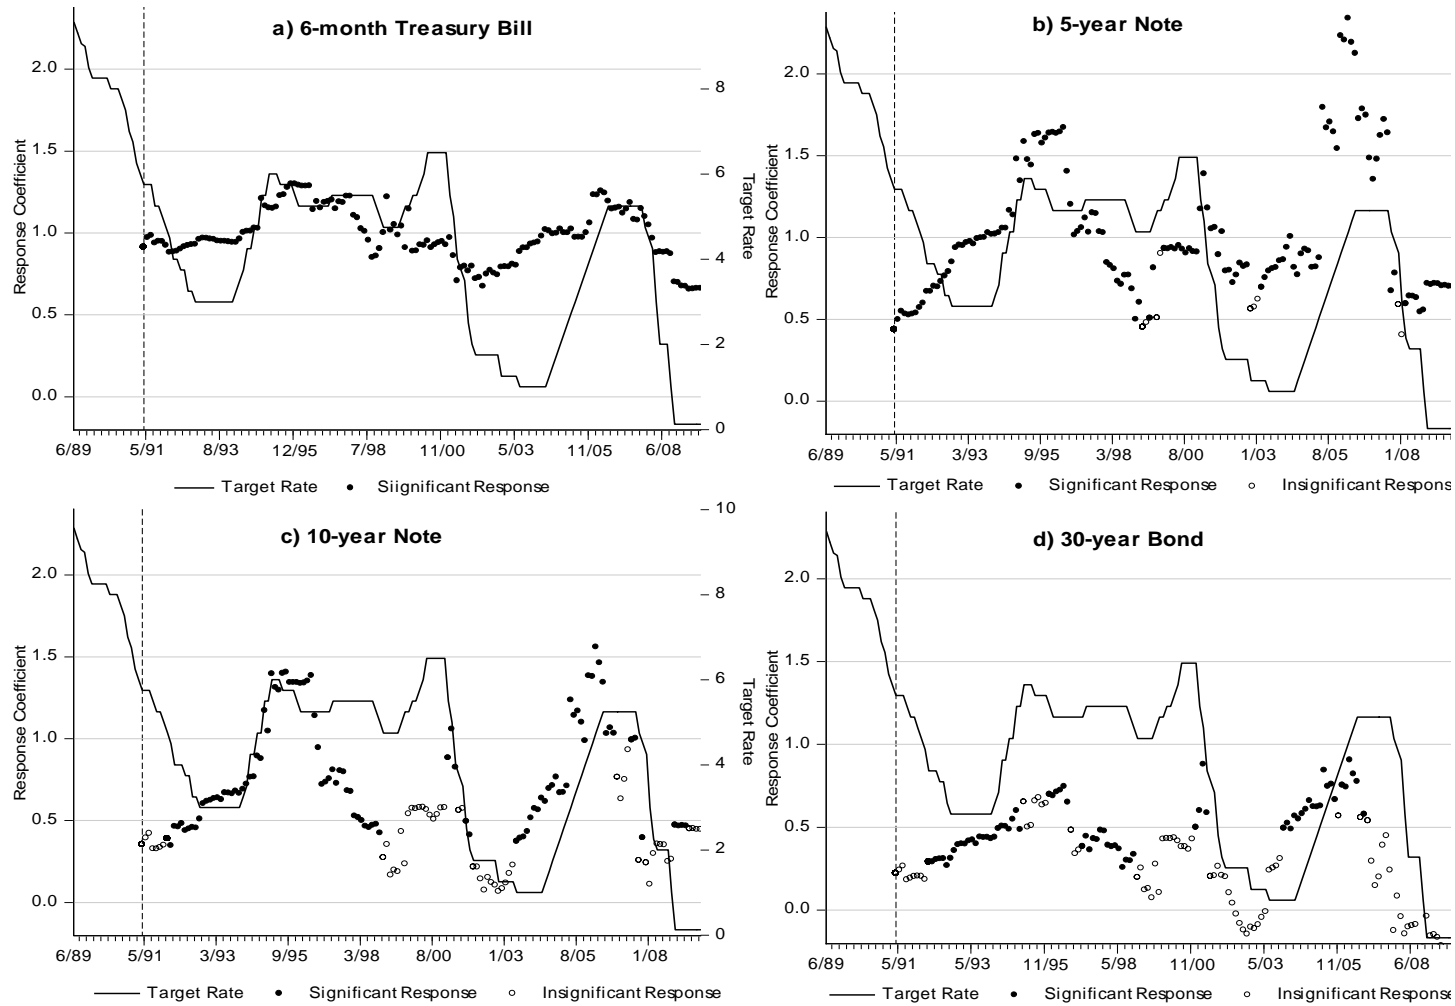 a) 6-month Treasury Bill
2.0
1.5
1.0
0.5
0.0
Response Coefficient
8
6
4
2
0
Target Rate
6/89 5/91 8/93 12/95 7/98 11/00 5/03 11/05 6/08
Target Rate Siignificant Response
b) 5-year Note
2.0
1.5
1.0
0.5
0.0
Response Coefficient
6/89 5/91 3/93 9/95 3/98 8/00 1/03 8/05 1/08
Target Rate Significant Response Insignificant Respons
c) 10-year Note
2.0
1.5
1.0
0.5
0.0
Response Coefficient
10
8
6
4
2
0
Target Rate
6/89 5/91 3/93 9/95 3/98 8/00 1/03 8/05 1/08
Target Rate Significant Response Insignificant Response
d) 30-year Bond
2.0
1.5
1.0
0.5
0.0
Response Coefficient
6/89 5/91 5/93 11/95 5/98 11/00 5/03 11/05 6/08
Target Rate Significant Response Insignificant Response